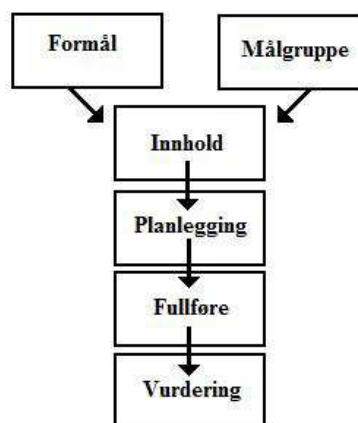 Formål
Målgruppe
Innhold
Planlegging
Fullføre
Vurdering